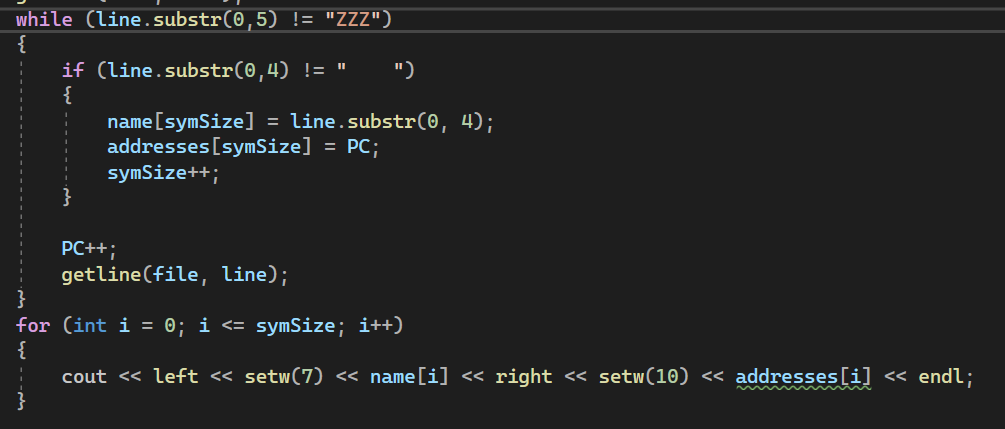 while (line.substr(0,5) != "ZZZ")
{
    if (line.substr(0,4) != "    ")
    {
        name[symSize] = line.substr(0, 4);
        addresses[symSize] = PC;
        symSize++;
    }

    PC++;
    getline(file, line);
}
for (int i = 0; i <= symSize; i++)
{
    cout << left << setw(7) << name[i] << right << setw(10) << addresses[i] << endl;
}